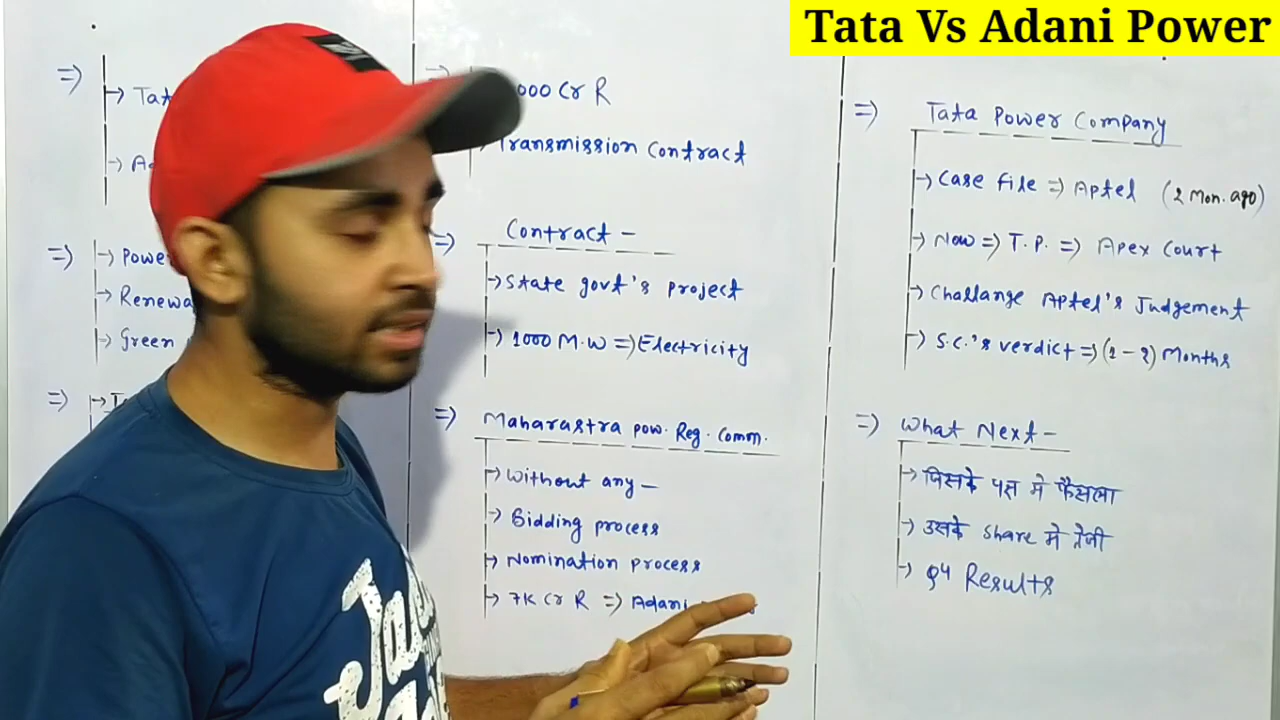 Tata Vs Adani Power
=> 
-> Tat
-> A
=> -> Power
-> Renewa
-> Green
=> ->
000 Cr R
Transmission Contract
=> Contract -
-> State govt's project
-> 1000 M.W => Electricity
=> Maharastra pow. Reg. Comm.
-> Without any -
-> Bidding process
-> Nomination process
-> 7K Cr R => Adani
=> Tata Power Company
-> Case file => Aptel (2 Mon. ago)
-> Now => T.P. => Apex Court
-> Challange Aptel's Judgement
-> S.C.'s verdict => (1-2) Months
=> What Next -
-> जिसके पक्ष मे फैसला
-> उसके share मे तेजी
-> Q4 Results